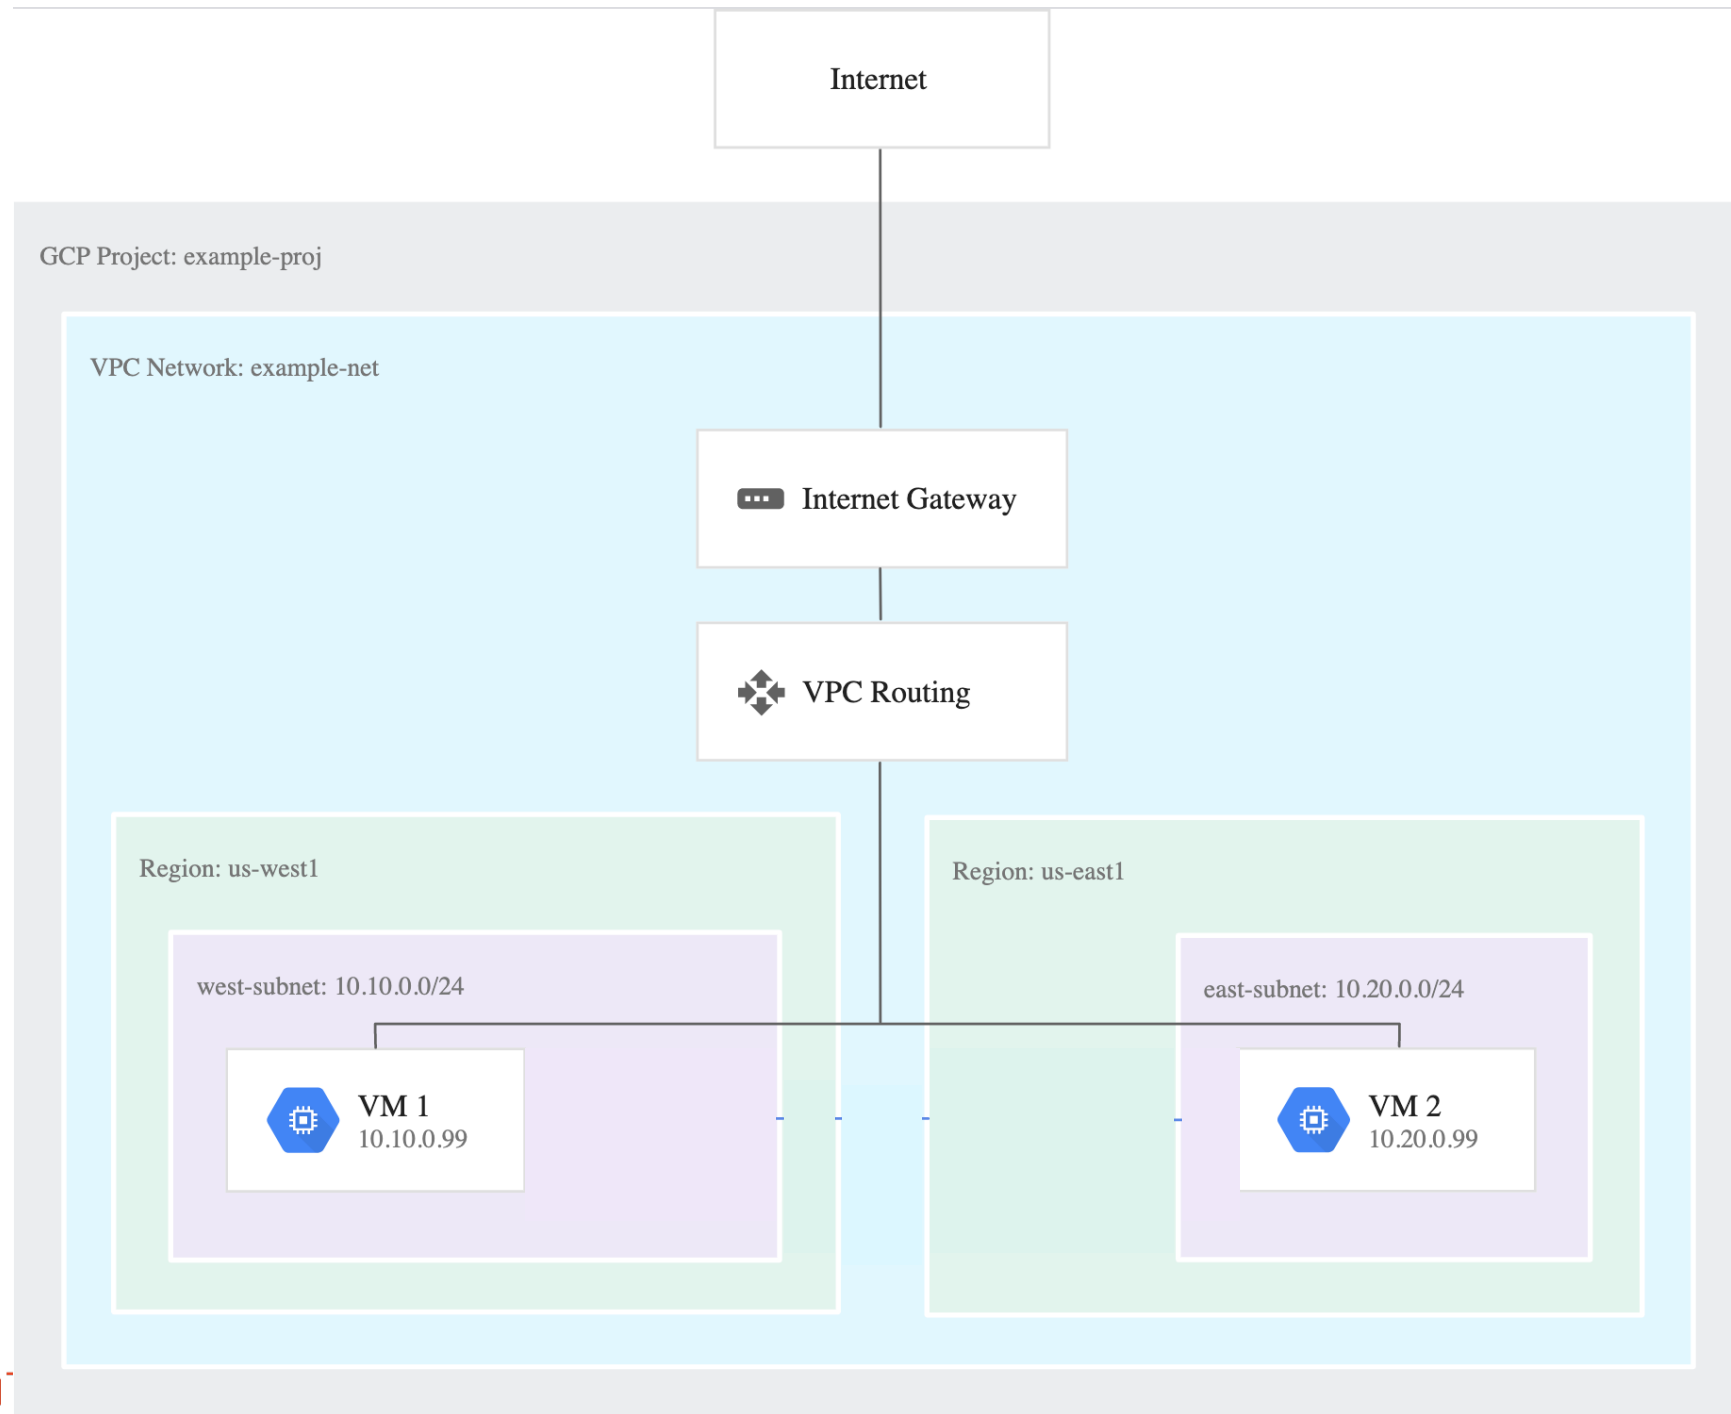 Internet
GCP Project: example-proj
VPC Network: example-net
Internet Gateway
VPC Routing
Region: us-west1
Region: us-east1
west-subnet: 10.10.0.0/24
east-subnet: 10.20.0.0/24
VM 1
10.10.0.99
VM 2
10.20.0.99